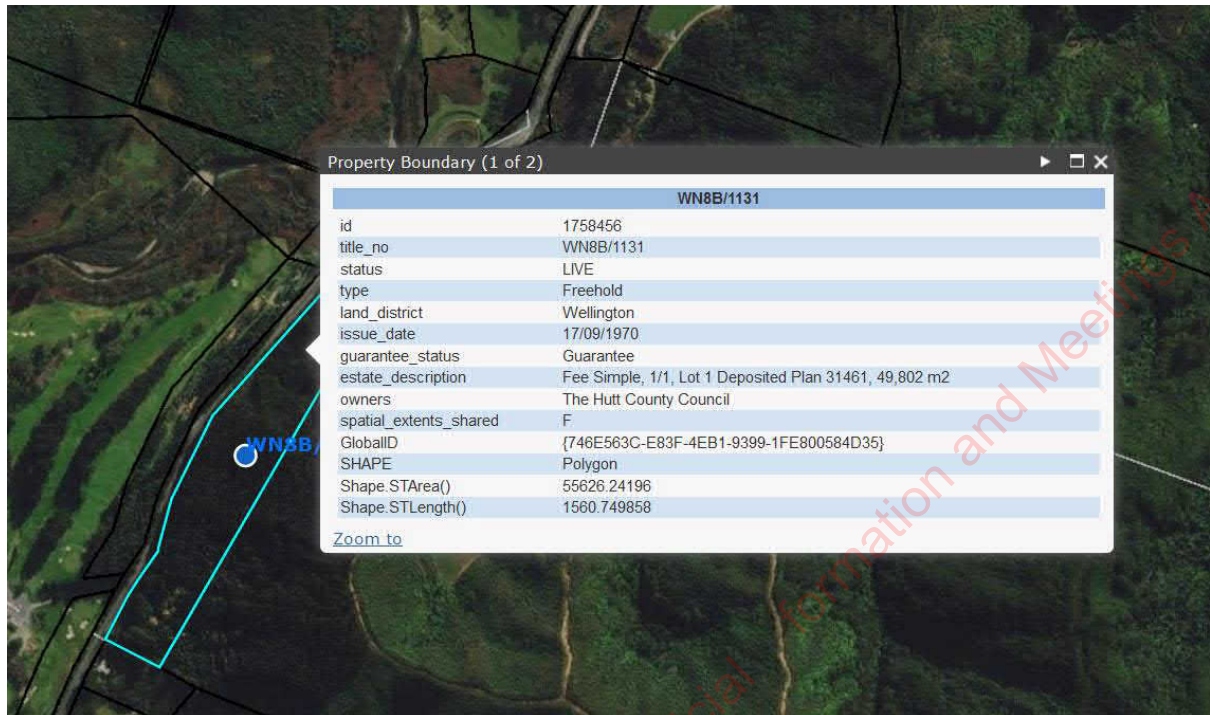 Property Boundary (1 of 2)
WN8B/1131
id 1758456
title_no WN8B/1131
status LIVE
type Freehold
land_district Wellington
issue_date 17/09/1970
guarantee_status Guarantee
estate_description Fee Simple, 1/1, Lot 1 Deposited Plan 31461, 49,802 m2
owners The Hutt County Council
spatial_extents_shared F
GlobalID {746E563C-E83F-4EB1-9399-1FE800584D35}
SHAPE Polygon
Shape.STArea() 55626.24196
Shape.STLength() 1560.749858
Zoom to
WN8B/
formation and Meetings